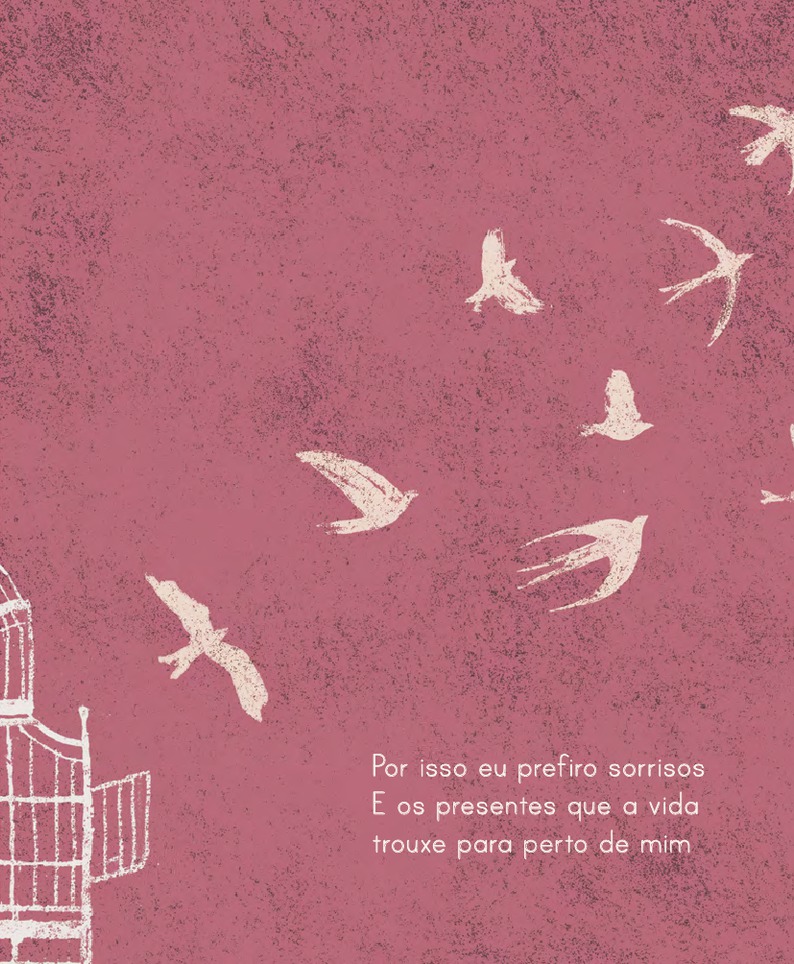 Por isso eu prefiro sorrisos
E os presentes que a vida
trouxe para perto de mim